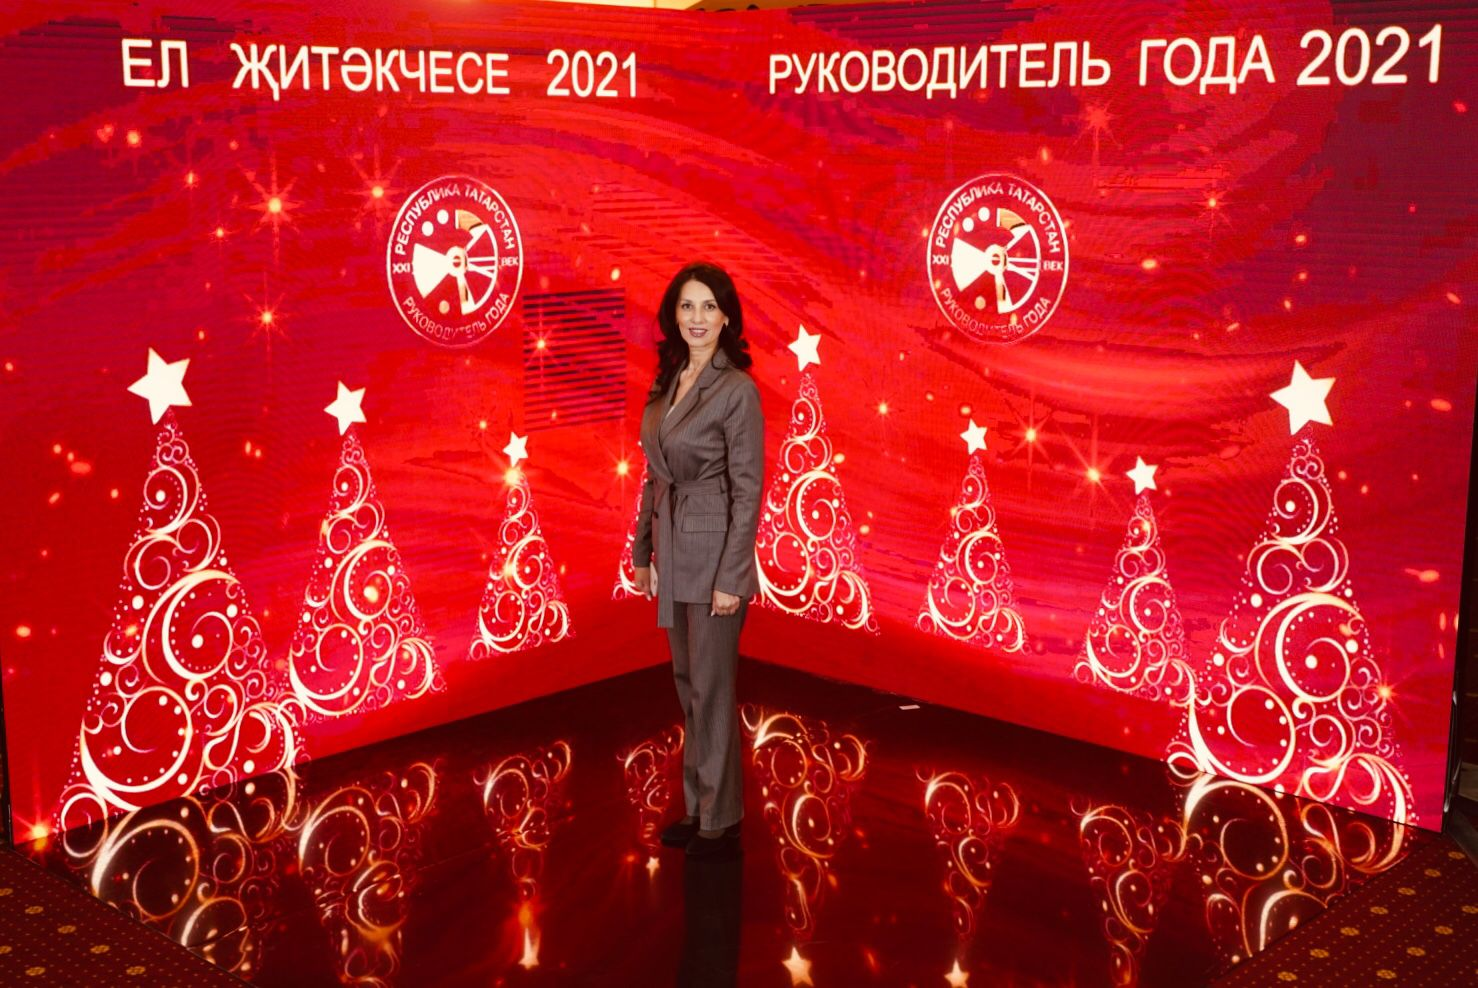 ЕЛ ҖИТӘКЧЕСЕ 2021
РУКОВОДИТЕЛЬ ГОДА 2021
РЕСПУБЛИКА ТАТАРСТАН
XXI ВЕК
РУКОВОДИТЕЛЬ ГОДА
РЕСПУБЛИКА ТАТАРСТАН
XXI ВЕК
РУКОВОДИТЕЛЬ ГОДА